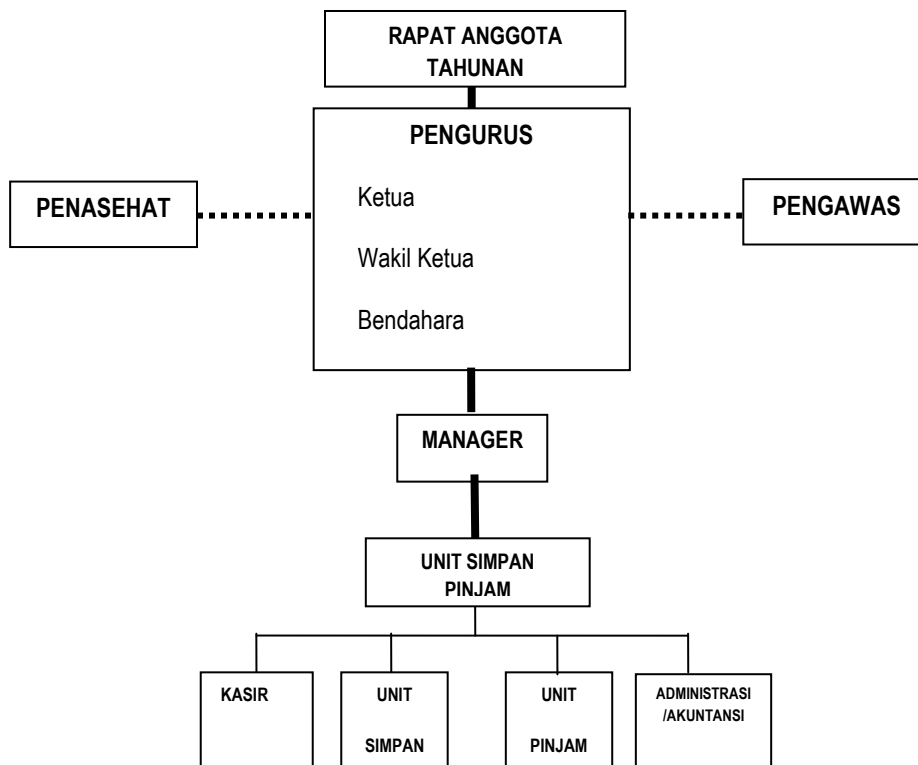 RAPAT ANGGOTA
TAHUNAN
PENGURUS
Ketua
Wakil Ketua
Bendahara
PENASEHAT
PENGAWAS
MANAGER
UNIT SIMPAN
PINJAM
KASIR
UNIT
SIMPAN
UNIT
PINJAM
ADMINISTRASI
/AKUNTANSI